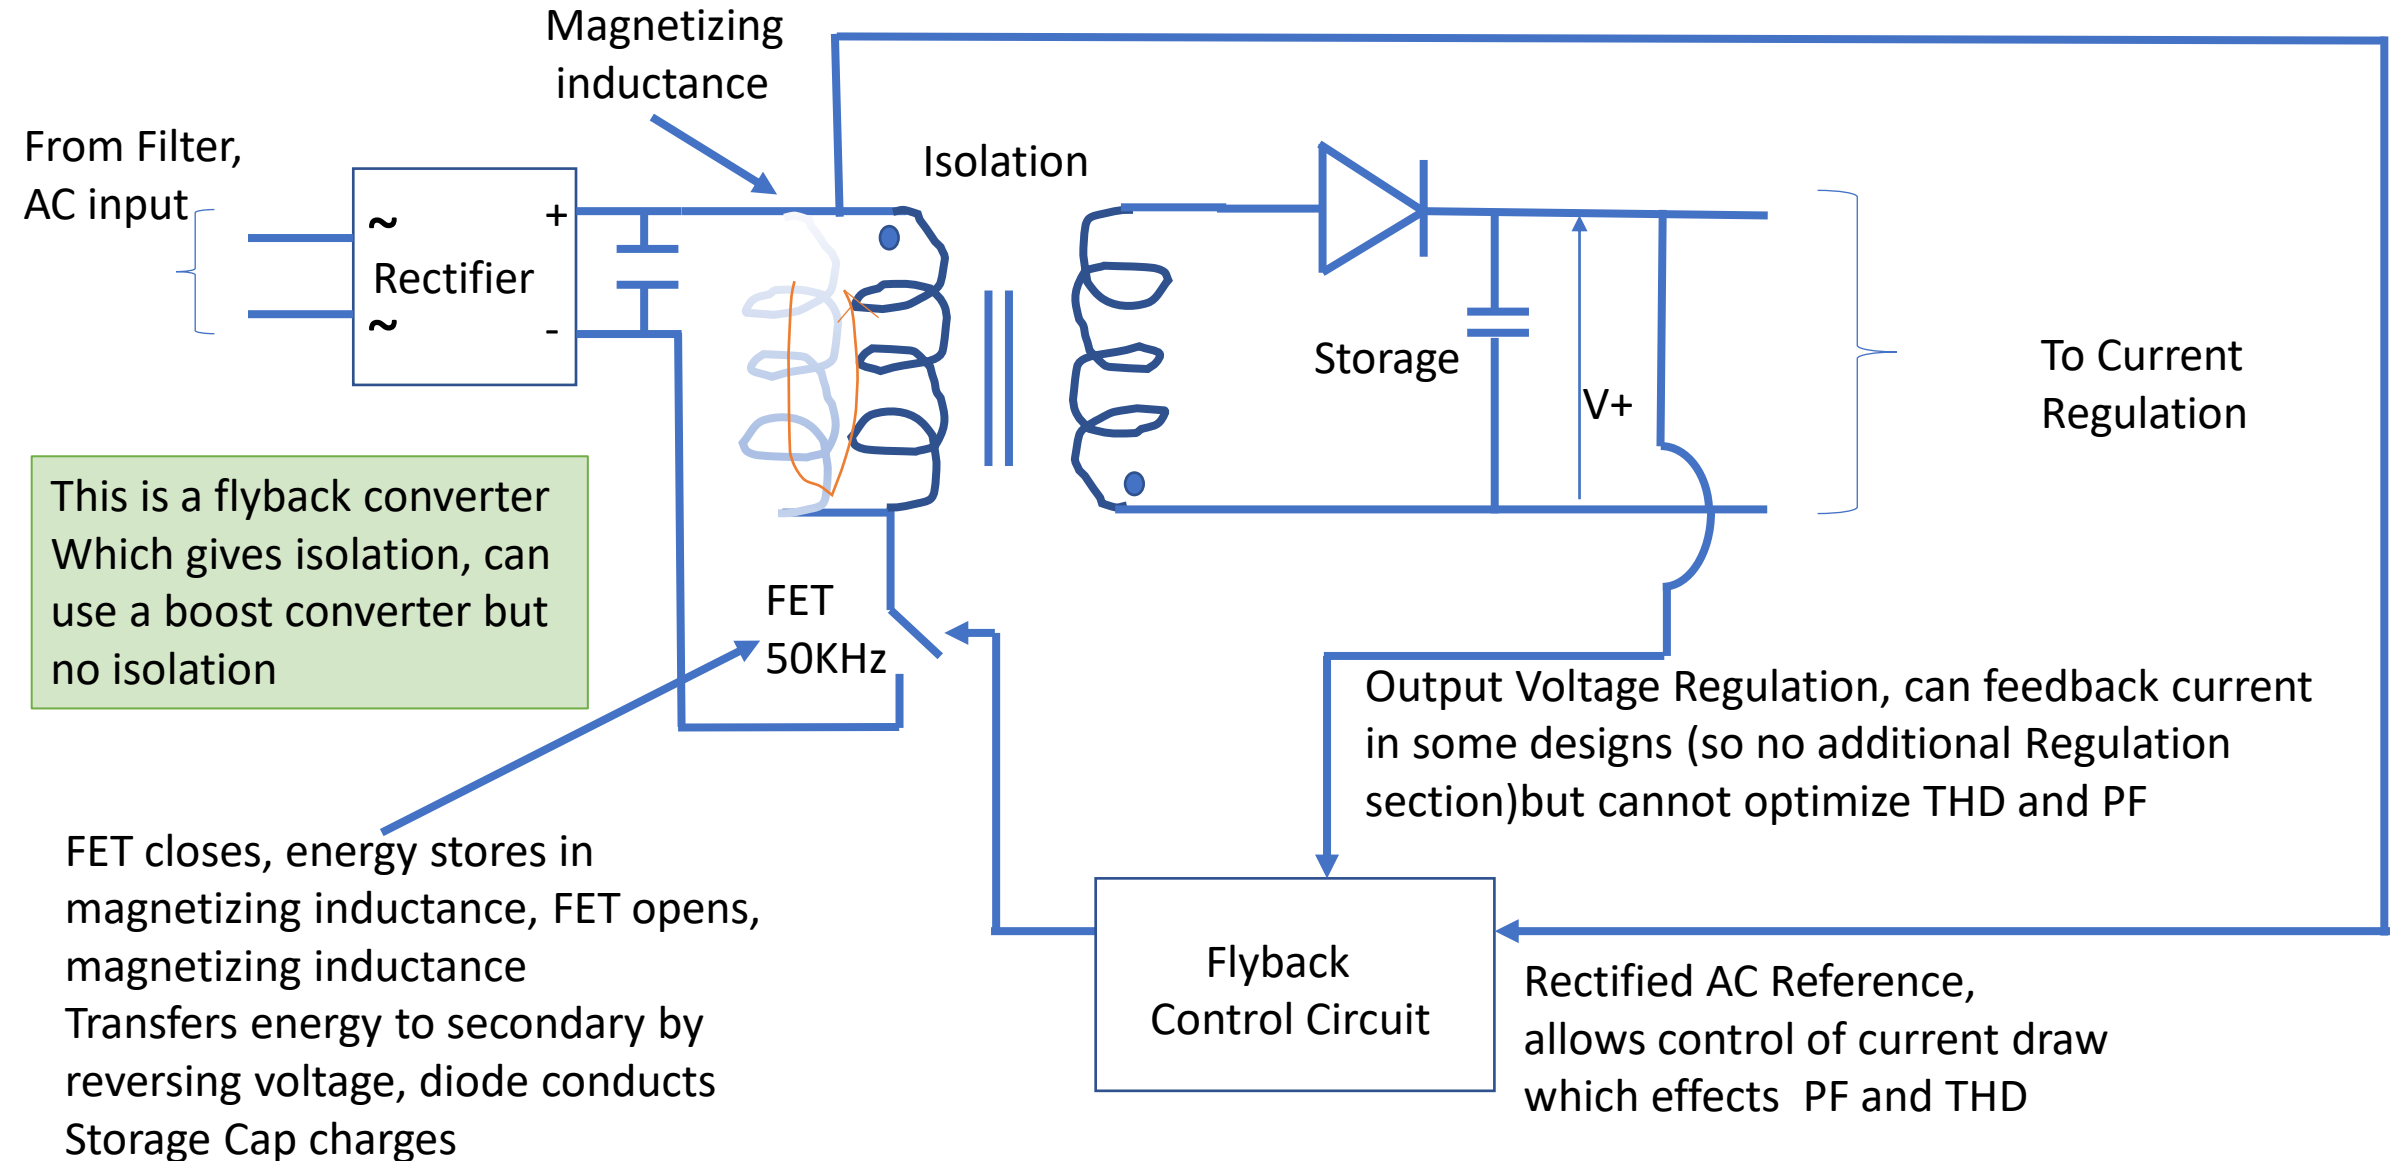 Magnetizing
inductance
From Filter,
AC input
Isolation
~
+
Rectifier
~
-
Storage
V+
To Current
Regulation
This is a flyback converter
Which gives isolation, can
use a boost converter but
no isolation
FET
50KHz
Output Voltage Regulation, can feedback current
in some designs (so no additional Regulation
section)but cannot optimize THD and PF
FET closes, energy stores in
magnetizing inductance, FET opens,
magnetizing inductance
Transfers energy to secondary by
reversing voltage, diode conducts
Storage Cap charges
Flyback
Control Circuit
Rectified AC Reference,
allows control of current draw
which effects  PF and THD